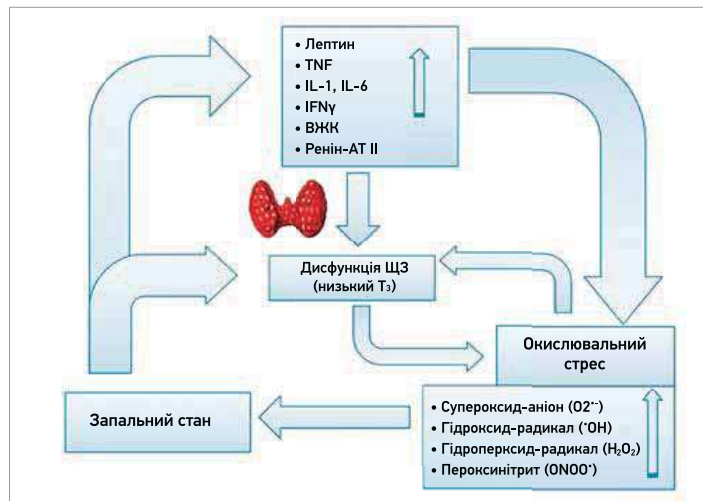 • Лептин
• TNF
• IL-1, IL-6
• IFNγ
• ВЖК
• Ренін-АТ II
Дисфункція ЩЗ
(низький Т₃)
Окислювальний
стрес
• Супероксид-аніон (O2•-)
• Гідроксид-радикал (•OH)
• Гідроперксид-радикал (H₂O₂)
• Пероксинітрит (ONOO•)
Запальний стан